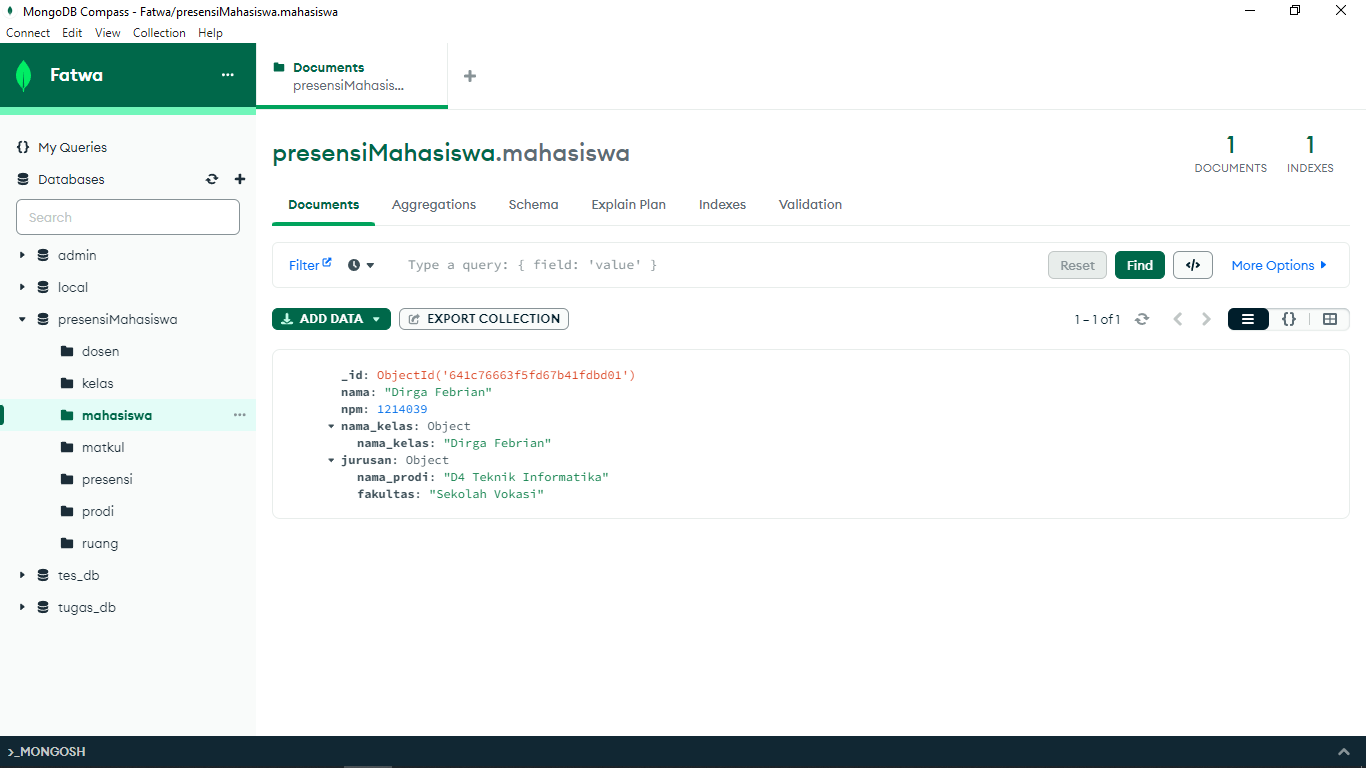 MongoDB Compass - Fatwa/presensiMahasiswa.mahasiswa
Connect Edit View Collection Help
Fatwa
...
Documents
presensiMahasis...
{} My Queries
Databases
Search
admin
local
presensiMahasiswa
dosen
kelas
mahasiswa
...
matkul
presensi
prodi
ruang
tes_db
tugas_db
presensiMahasiswa.mahasiswa
1
DOCUMENTS
1
INDEXES
Documents Aggregations Schema Explain Plan Indexes Validation
Filter Type a query: { field: 'value' } Reset Find </> More Options
ADD DATA EXPORT COLLECTION 1 – 1 of 1 {}
_id: ObjectId('641c76663f5fd67b41fdbd01')
nama: "Dirga Febrian"
npm: 1214039
nama_kelas: Object
nama_kelas: "Dirga Febrian"
jurusan: Object
nama_prodi: "D4 Teknik Informatika"
fakultas: "Sekolah Vokasi"
>_MONGOSH